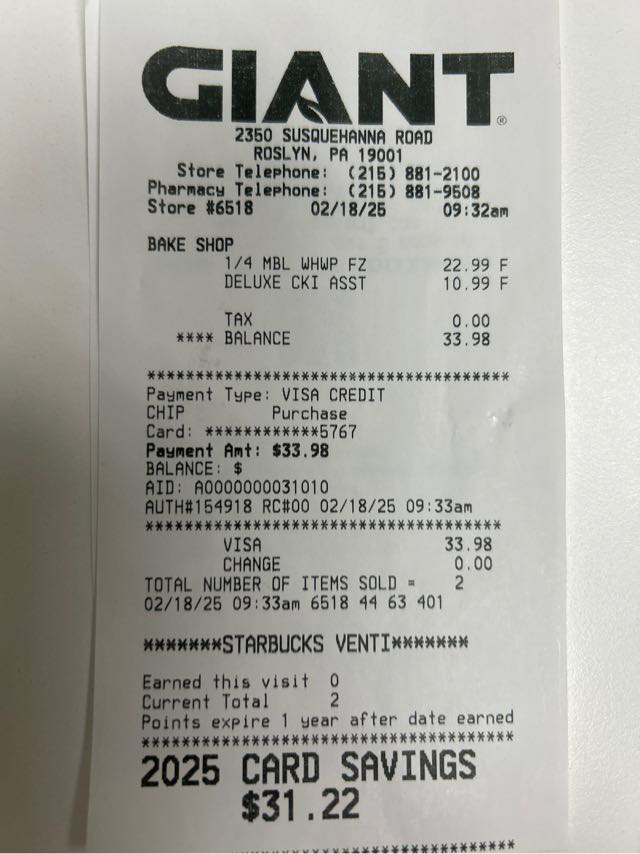 GIANT®
2350 SUSQUEHANNA ROAD
ROSLYN, PA 19001
Store Telephone: (215) 881-2100
Pharmacy Telephone: (215) 881-9508
Store #6518 02/18/25 09:32am
BAKE SHOP
1/4 MBL WHWP FZ 22.99 F
DELUXE CKI ASST 10.99 F
TAX 0.00
**** BALANCE 33.98
**************************************
Payment Type: VISA CREDIT
CHIP Purchase
Card: ************5767
Payment Amt: $33.98
BALANCE: $
AID: A0000000031010
AUTH#154918 RC#00 02/18/25 09:33am
**************************************
VISA 33.98
CHANGE 0.00
TOTAL NUMBER OF ITEMS SOLD = 2
02/18/25 09:33am 6518 44 63 401
*******STARBUCKS VENTI*******
Earned this visit 0
Current Total 2
Points expire 1 year after date earned
**************************************
2025 CARD SAVINGS
$31.22
**************************************